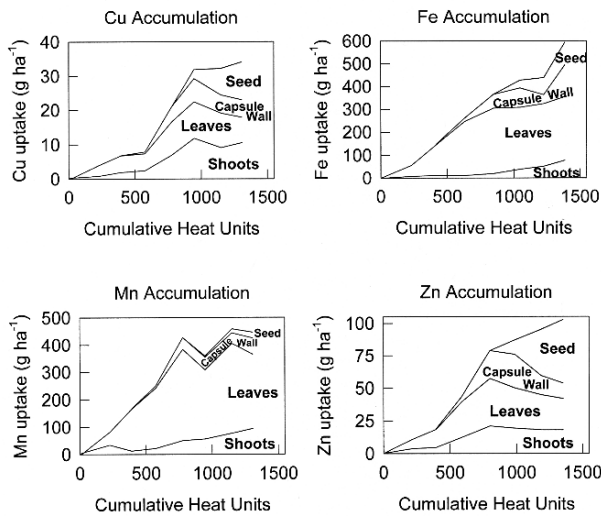 Cu Accumulation
Cu uptake (g ha⁻¹)
40
30
20
10
0
Seed
Capsule
Wall
Leaves
Shoots
0 500 1000 1500
Cumulative Heat Units
Fe Accumulation
Fe uptake (g ha⁻¹)
600
500
400
300
200
100
0
Seed
Capsule Wall
Leaves
Shoots
0 500 1000 1500
Cumulative Heat Units
Mn Accumulation
Mn uptake (g ha⁻¹)
500
400
300
200
100
0
Seed
Capsule Wall
Leaves
Shoots
0 500 1000 1500
Cumulative Heat Units
Zn Accumulation
Zn uptake (g ha⁻¹)
100
75
50
25
0
Seed
Capsule
Wall
Leaves
Shoots
0 500 1000 1500
Cumulative Heat Units